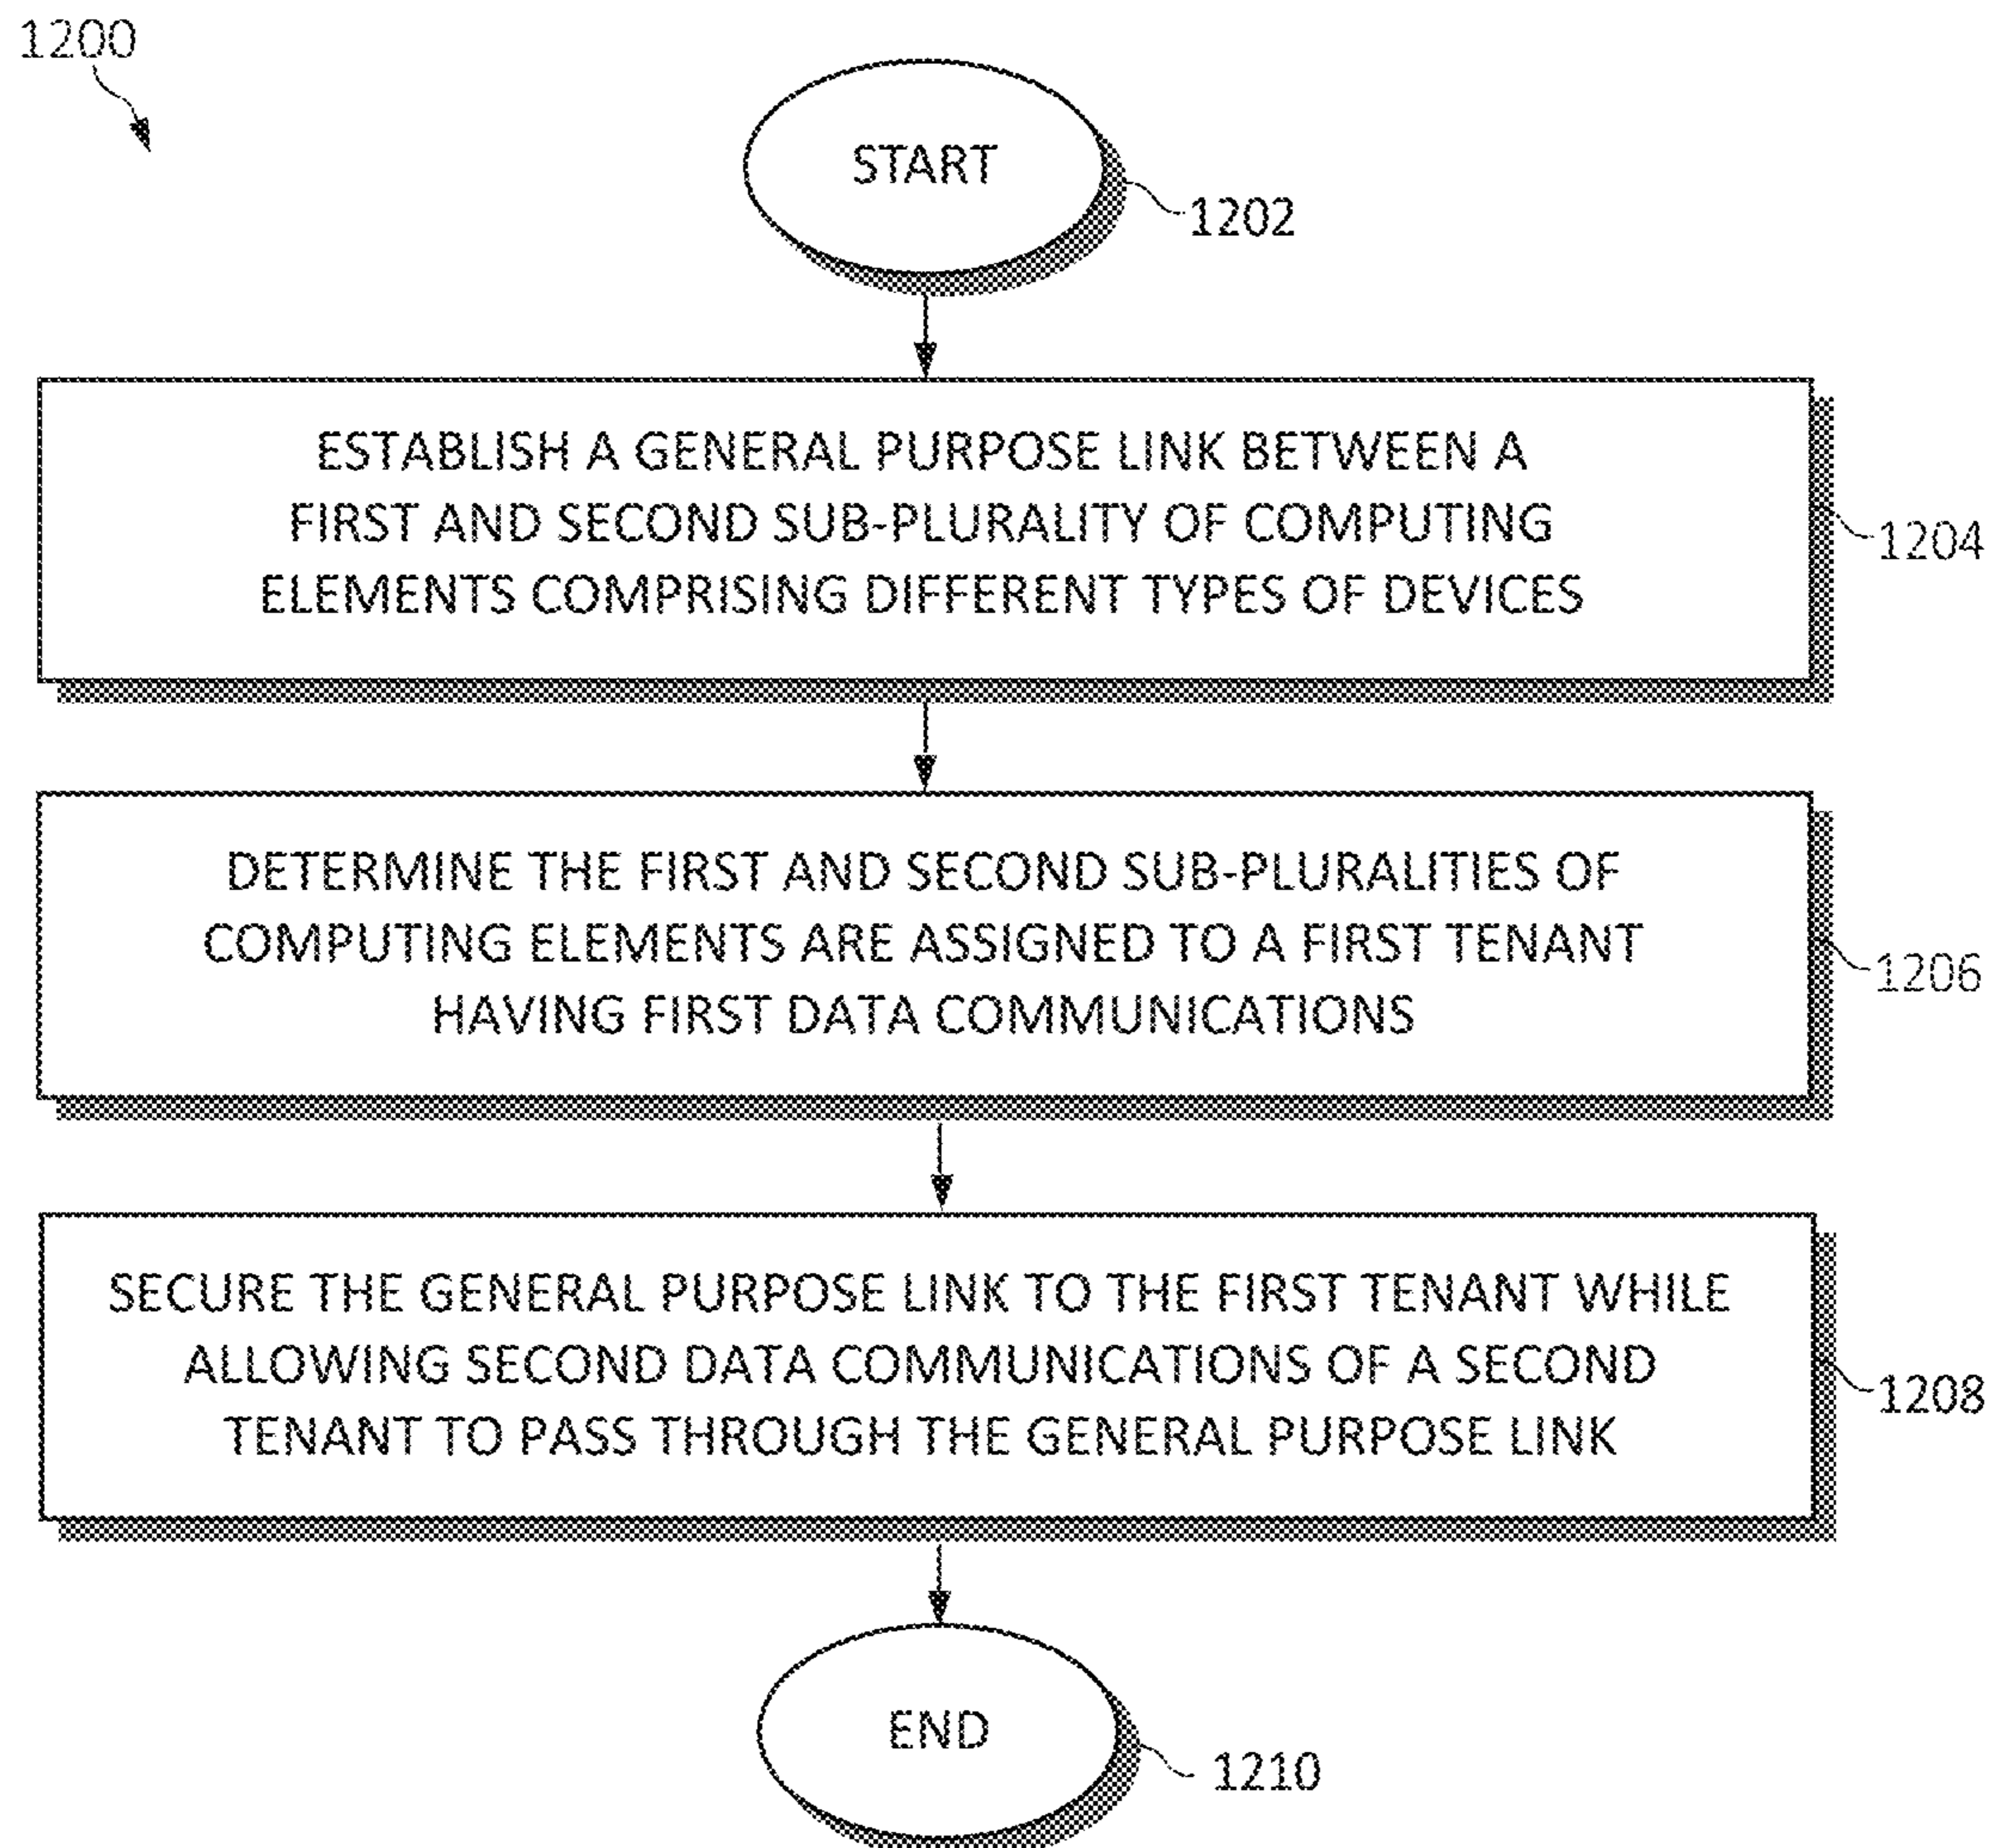 1200
START
1202
ESTABLISH A GENERAL PURPOSE LINK BETWEEN A
FIRST AND SECOND SUB-PLURALITY OF COMPUTING
ELEMENTS COMPRISING DIFFERENT TYPES OF DEVICES
1204
DETERMINE THE FIRST AND SECOND SUB-PLURALITIES OF
COMPUTING ELEMENTS ARE ASSIGNED TO A FIRST TENANT
HAVING FIRST DATA COMMUNICATIONS
1206
SECURE THE GENERAL PURPOSE LINK TO THE FIRST TENANT WHILE
ALLOWING SECOND DATA COMMUNICATIONS OF A SECOND
TENANT TO PASS THROUGH THE GENERAL PURPOSE LINK
1208
END
1210